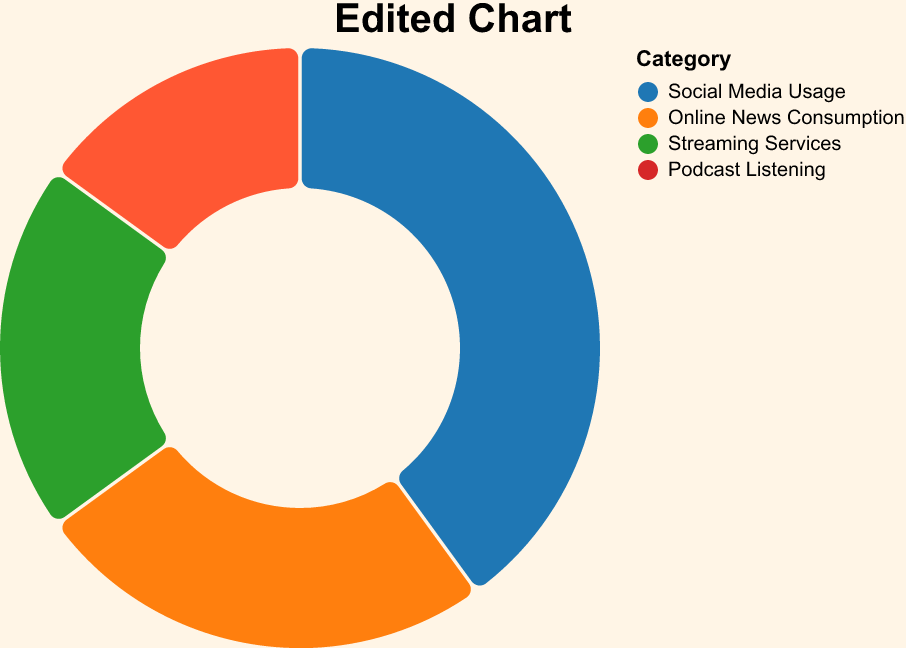 Edited Chart
Category
Social Media Usage
Online News Consumption
Streaming Services
Podcast Listening